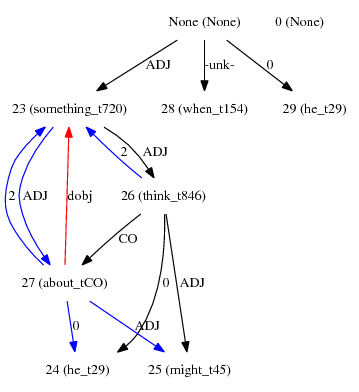 None (None) 0 (None)
ADJ -unk- 0
23 (something_t720) 28 (when_t154) 29 (he_t29)
2 ADJ
2 ADJ dobj 26 (think_t846)
CO
27 (about_tCO) 0 ADJ
0 ADJ
24 (he_t29) 25 (might_t45)